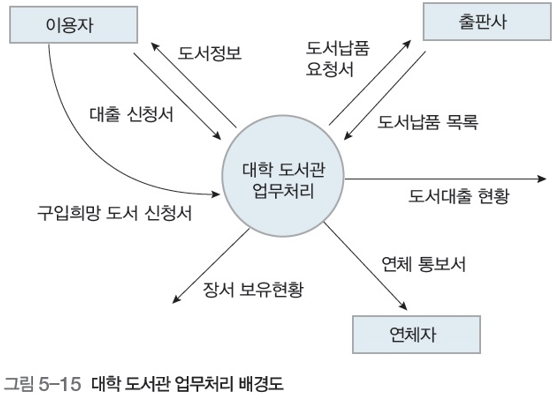 이용자
출판사
도서정보
도서납품
요청서
대출 신청서
도서납품 목록
대학 도서관
업무처리
도서대출 현황
구입희망 도서 신청서
연체 통보서
장서 보유현황
연체자
그림 5-15 대학 도서관 업무처리 배경도